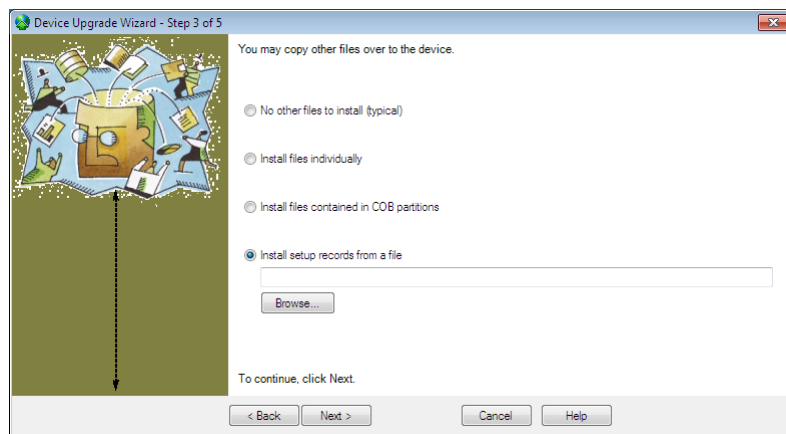 Device Upgrade Wizard - Step 3 of 5
You may copy other files over to the device.
No other files to install (typical)
Install files individually
Install files contained in COB partitions
Install setup records from a file
Browse...
To continue, click Next.
< Back
Next >
Cancel
Help